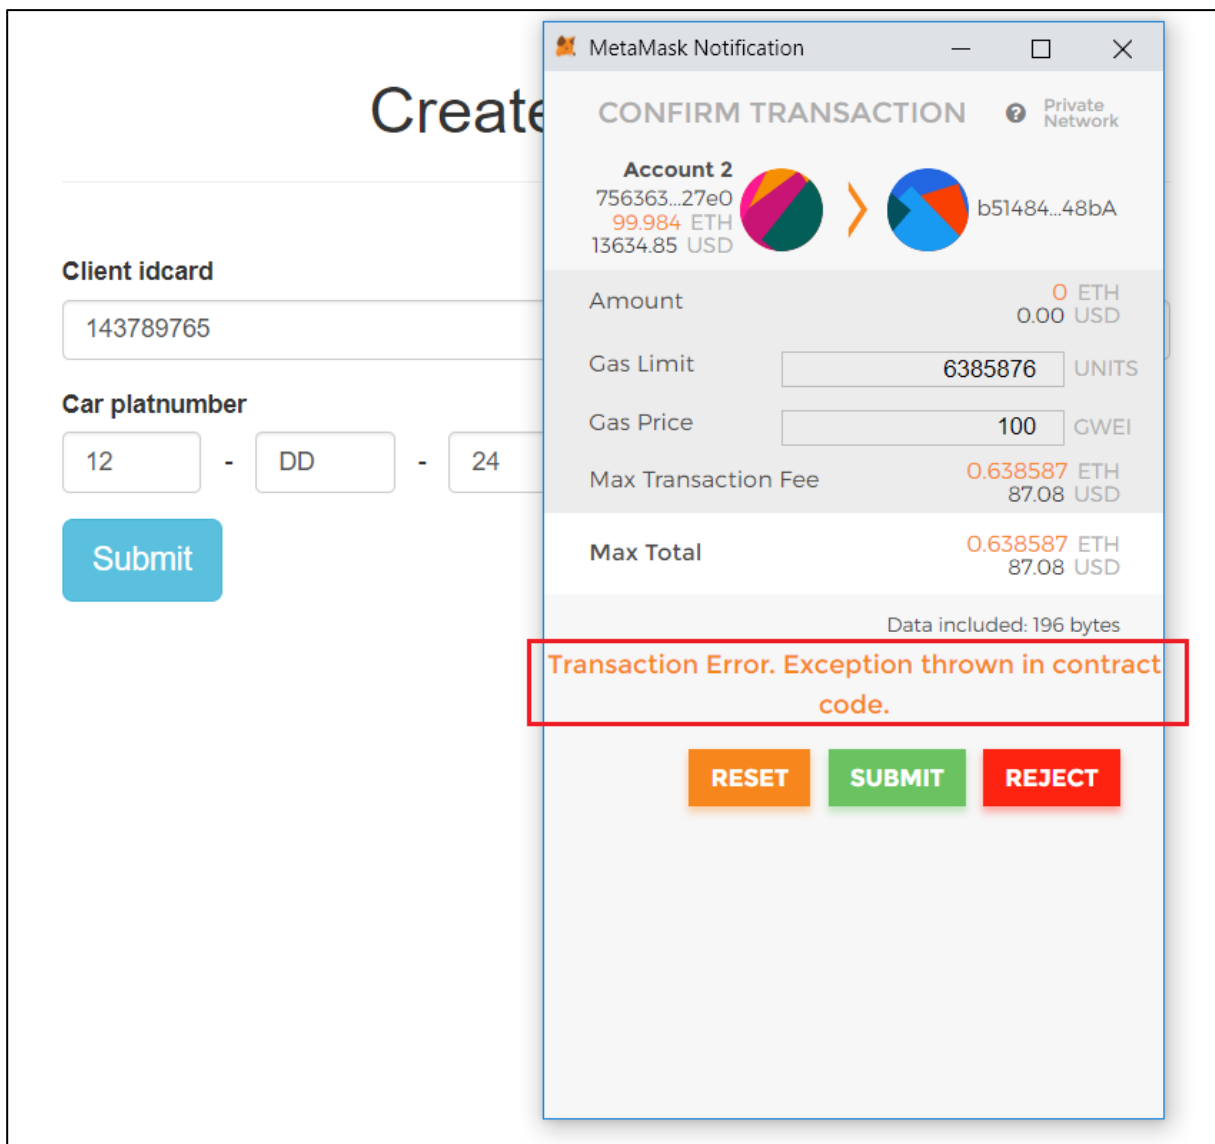 MetaMask Notification
Create
CONFIRM TRANSACTION
Private
Network
Account 2
756363...27e0
99.984 ETH
13634.85 USD
b51484...48bA
Client idcard
143789765
Car platnumber
12 - DD - 24
Submit
Amount
0 ETH
0.00 USD
Gas Limit
6385876 UNITS
Gas Price
100 GWEI
Max Transaction Fee
0.638587 ETH
87.08 USD
Max Total
0.638587 ETH
87.08 USD
Data included: 196 bytes
Transaction Error. Exception thrown in contract
code.
RESET SUBMIT REJECT